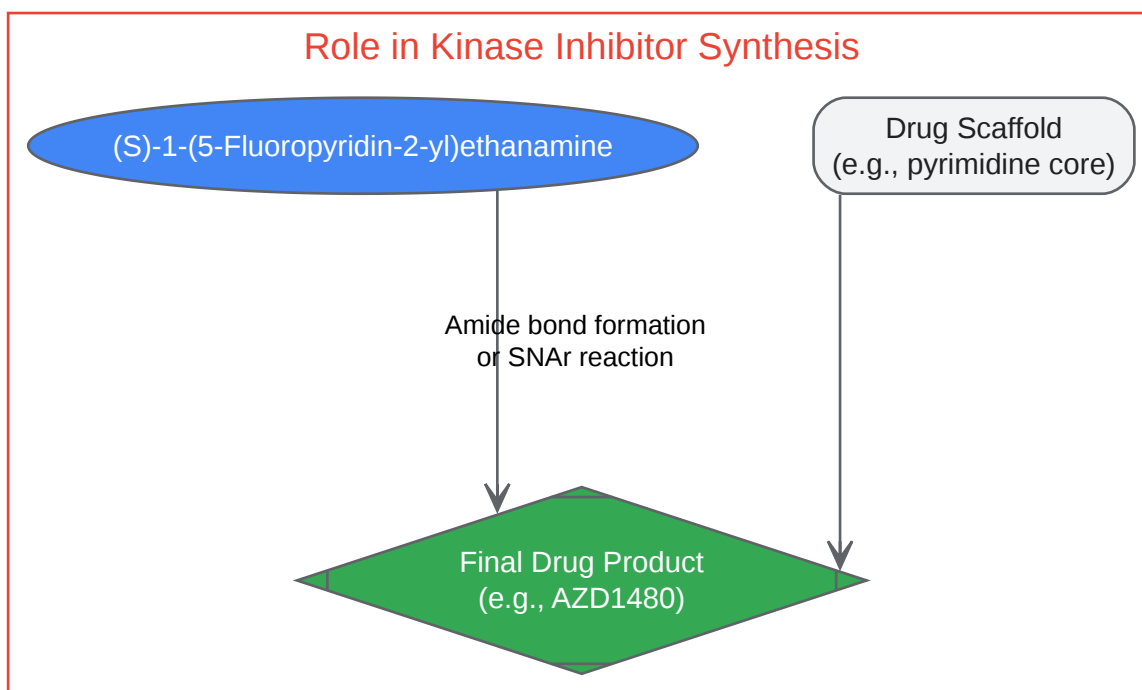 Role in Kinase Inhibitor Synthesis
(S)-1-(5-Fluoropyridin-2-yl)ethanamine
Drug Scaffold
(e.g., pyrimidine core)
Amide bond formation
or SNAr reaction
Final Drug Product
(e.g., AZD1480)